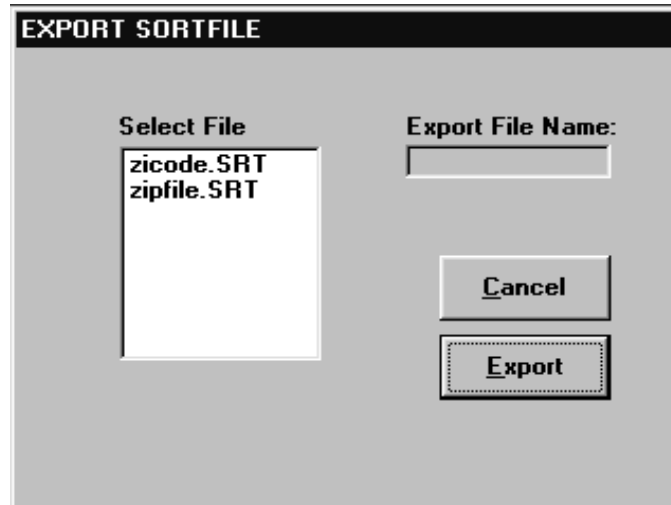 EXPORT SORTFILE
Select File
zicode.SRT
zipfile.SRT
Export File Name:
Cancel
Export